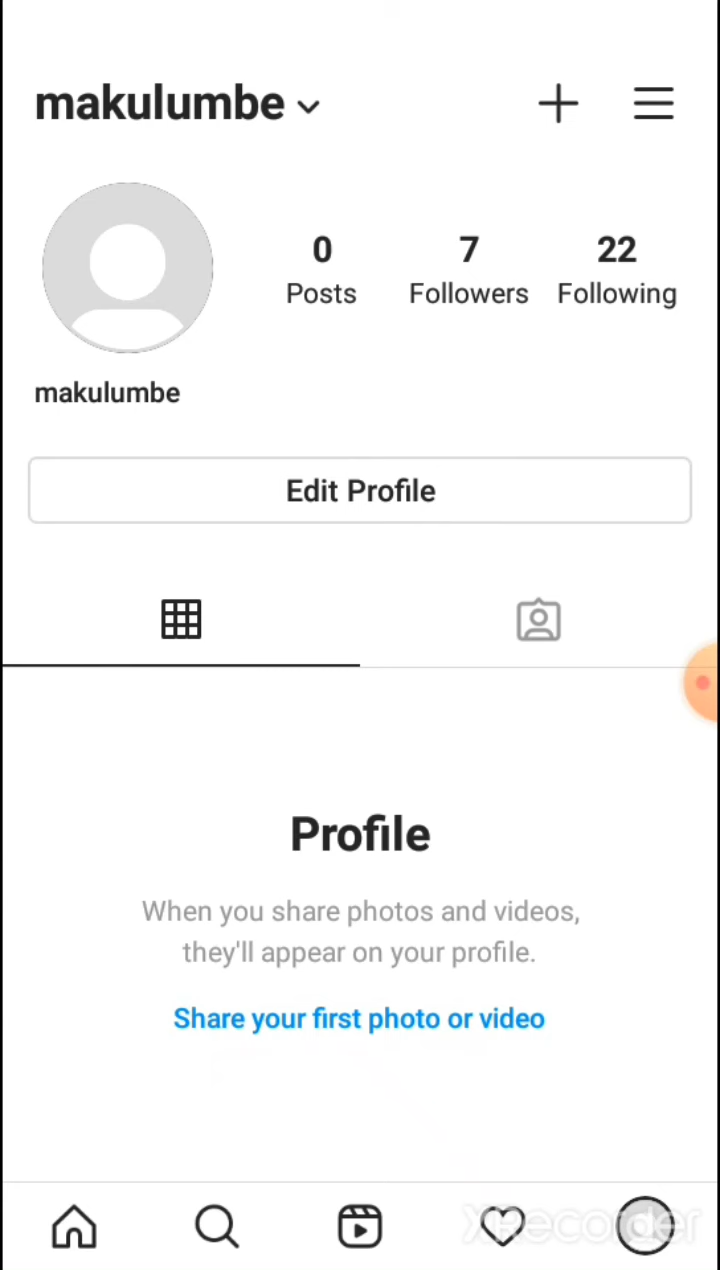 makulumbe
0 7 22
Posts Followers Following
makulumbe
Edit Profile
Profile
When you share photos and videos,
they'll appear on your profile.
Share your first photo or video
XRecorder